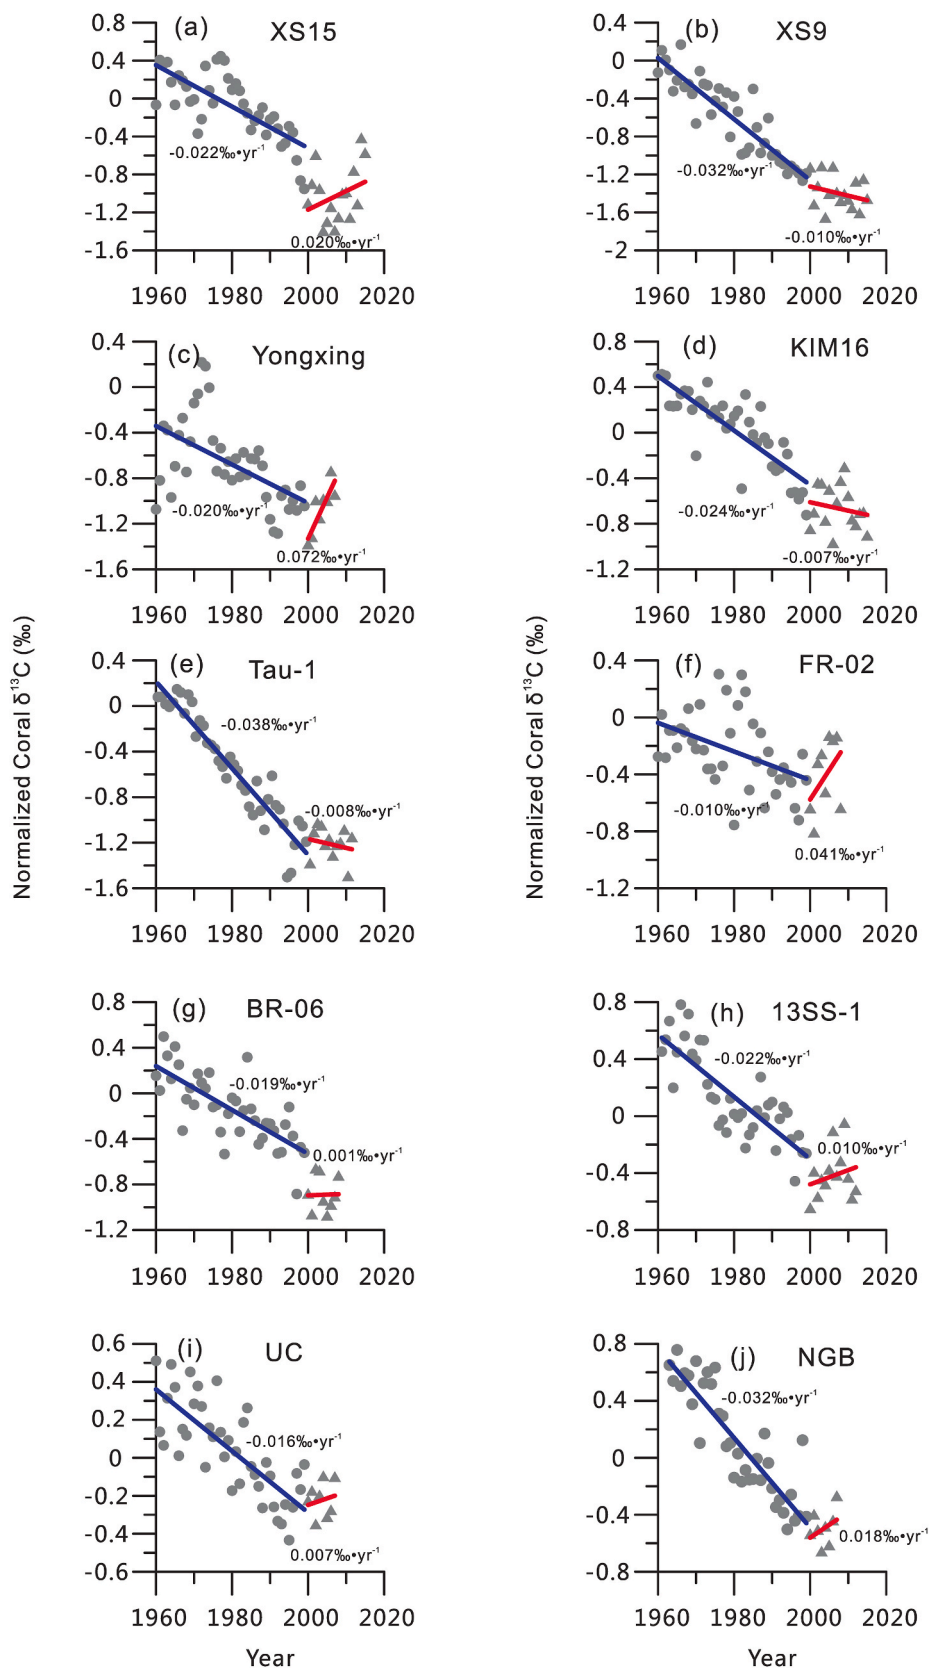 (a) XS15
0.8
0.4
0
-0.4
-0.8
-1.2
-1.6
-0.022‰•yr⁻¹
0.020‰•yr⁻¹
1960 1980 2000 2020
(b) XS9
0.4
0
-0.4
-0.8
-1.2
-1.6
-2
-0.032‰•yr⁻¹
-0.010‰•yr⁻¹
1960 1980 2000 2020
(c) Yongxing
0.4
0
-0.4
-0.8
-1.2
-1.6
-0.020‰•yr⁻¹
0.072‰•yr⁻¹
1960 1980 2000 2020
(d) KIM16
0.8
0.4
0
-0.4
-0.8
-1.2
-0.024‰•yr⁻¹
-0.007‰•yr⁻¹
1960 1980 2000 2020
Normalized Coral δ¹³C (‰)
(e) Tau-1
0.4
0
-0.4
-0.8
-1.2
-1.6
-0.038‰•yr⁻¹
-0.008‰•yr⁻¹
1960 1980 2000 2020
Normalized Coral δ¹³C (‰)
(f) FR-02
0.4
0
-0.4
-0.8
-1.2
-0.010‰•yr⁻¹
0.041‰•yr⁻¹
1960 1980 2000 2020
(g) BR-06
0.8
0.4
0
-0.4
-0.8
-1.2
-0.019‰•yr⁻¹
0.001‰•yr⁻¹
1960 1980 2000 2020
(h) 13SS-1
0.8
0.4
0
-0.4
-0.8
-0.022‰•yr⁻¹
0.010‰•yr⁻¹
1960 1980 2000 2020
(i) UC
0.6
0.4
0.2
0
-0.2
-0.4
-0.6
-0.016‰•yr⁻¹
0.007‰•yr⁻¹
1960 1980 2000 2020
Year
(j) NGB
0.8
0.4
0
-0.4
-0.8
-0.032‰•yr⁻¹
0.018‰•yr⁻¹
1960 1980 2000 2020
Year